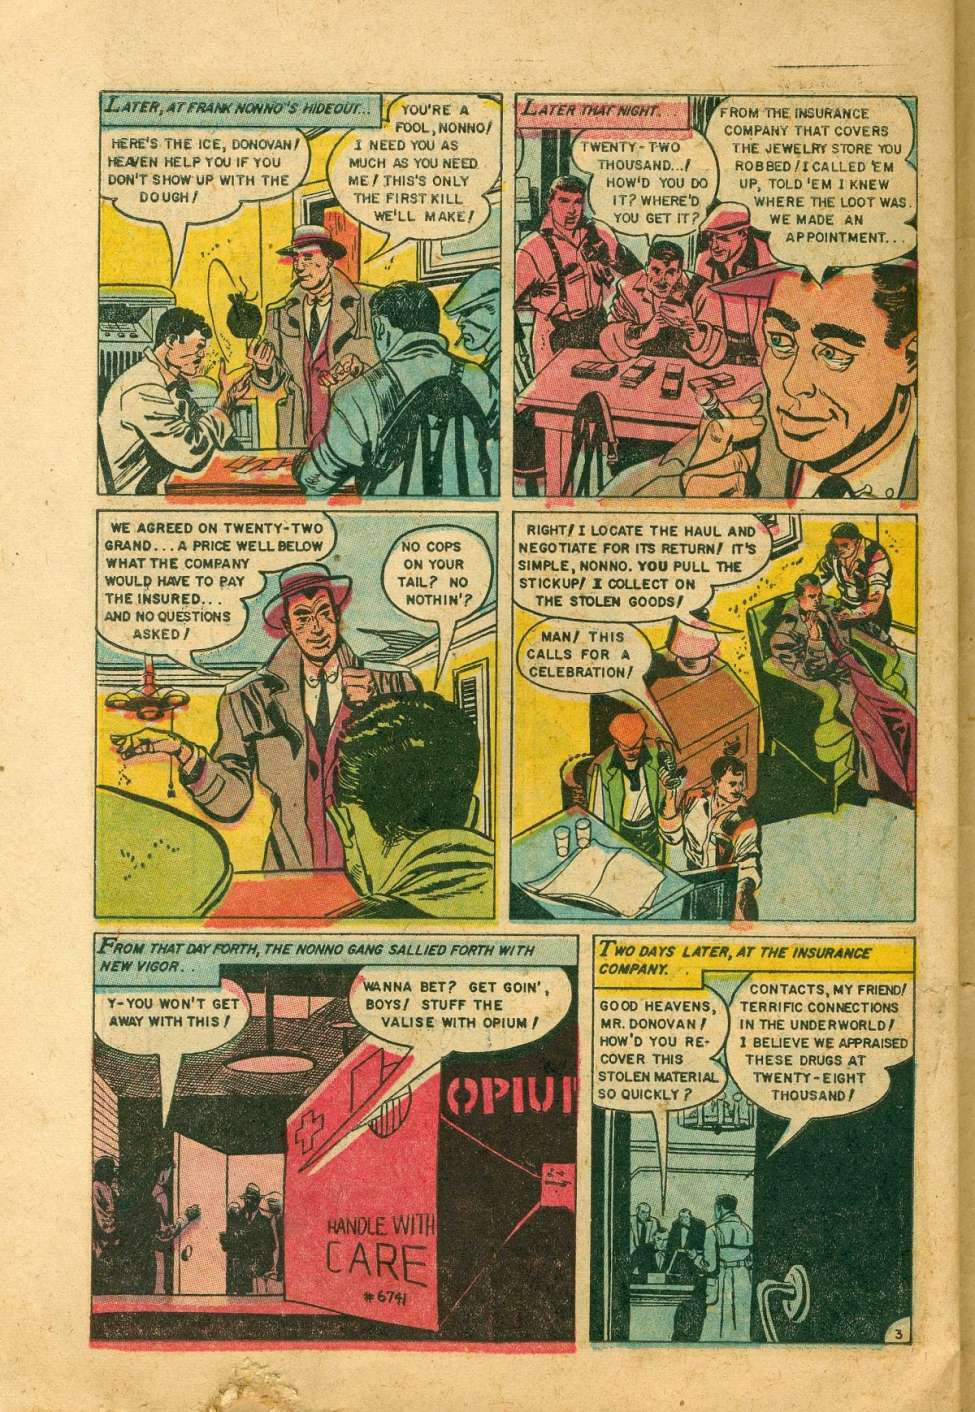 LATER, AT FRANK NONNO'S HIDEOUT...
HERE'S THE ICE, DONOVAN!
HEAVEN HELP YOU IF YOU
DON'T SHOW UP WITH THE
DOUGH!
YOU'RE A
FOOL, NONNO!
I NEED YOU AS
MUCH AS YOU NEED
ME! THIS'S ONLY
THE FIRST KILL
WE'LL MAKE!
LATER THAT NIGHT...
TWENTY-TWO
THOUSAND...!
HOW'D YOU DO
IT? WHERE'D
YOU GET IT?
FROM THE INSURANCE
COMPANY THAT COVERS
THE JEWELRY STORE YOU
ROBBED! I CALLED 'EM
UP, TOLD 'EM I KNEW
WHERE THE LOOT WAS.
WE MADE AN
APPOINTMENT...
WE AGREED ON TWENTY-TWO
GRAND... A PRICE WELL BELOW
WHAT THE COMPANY
WOULD HAVE TO PAY
THE INSURED...
AND NO QUESTIONS
ASKED!
NO COPS
ON YOUR
TAIL? NO
NOTHIN'?
RIGHT! I LOCATE THE HAUL AND
NEGOTIATE FOR ITS RETURN! IT'S
SIMPLE, NONNO. YOU PULL THE
STICKUP! I COLLECT ON
THE STOLEN GOODS!
MAN! THIS
CALLS FOR A
CELEBRATION!
FROM THAT DAY FORTH, THE NONNO GANG SALLIED FORTH WITH
NEW VIGOR..
Y-YOU WON'T GET
AWAY WITH THIS!
WANNA BET? GET GOIN',
BOYS! STUFF THE
VALISE WITH OPIUM!
OPIUM
HANDLE WITH
CARE
#6741
TWO DAYS LATER, AT THE INSURANCE
COMPANY...
GOOD HEAVENS,
MR. DONOVAN!
HOW'D YOU RE-
COVER THIS
STOLEN MATERIAL
SO QUICKLY?
CONTACTS, MY FRIEND!
TERRIFIC CONNECTIONS
IN THE UNDERWORLD!
I BELIEVE WE APPRAISED
THESE DRUGS AT
TWENTY-EIGHT
THOUSAND!
3